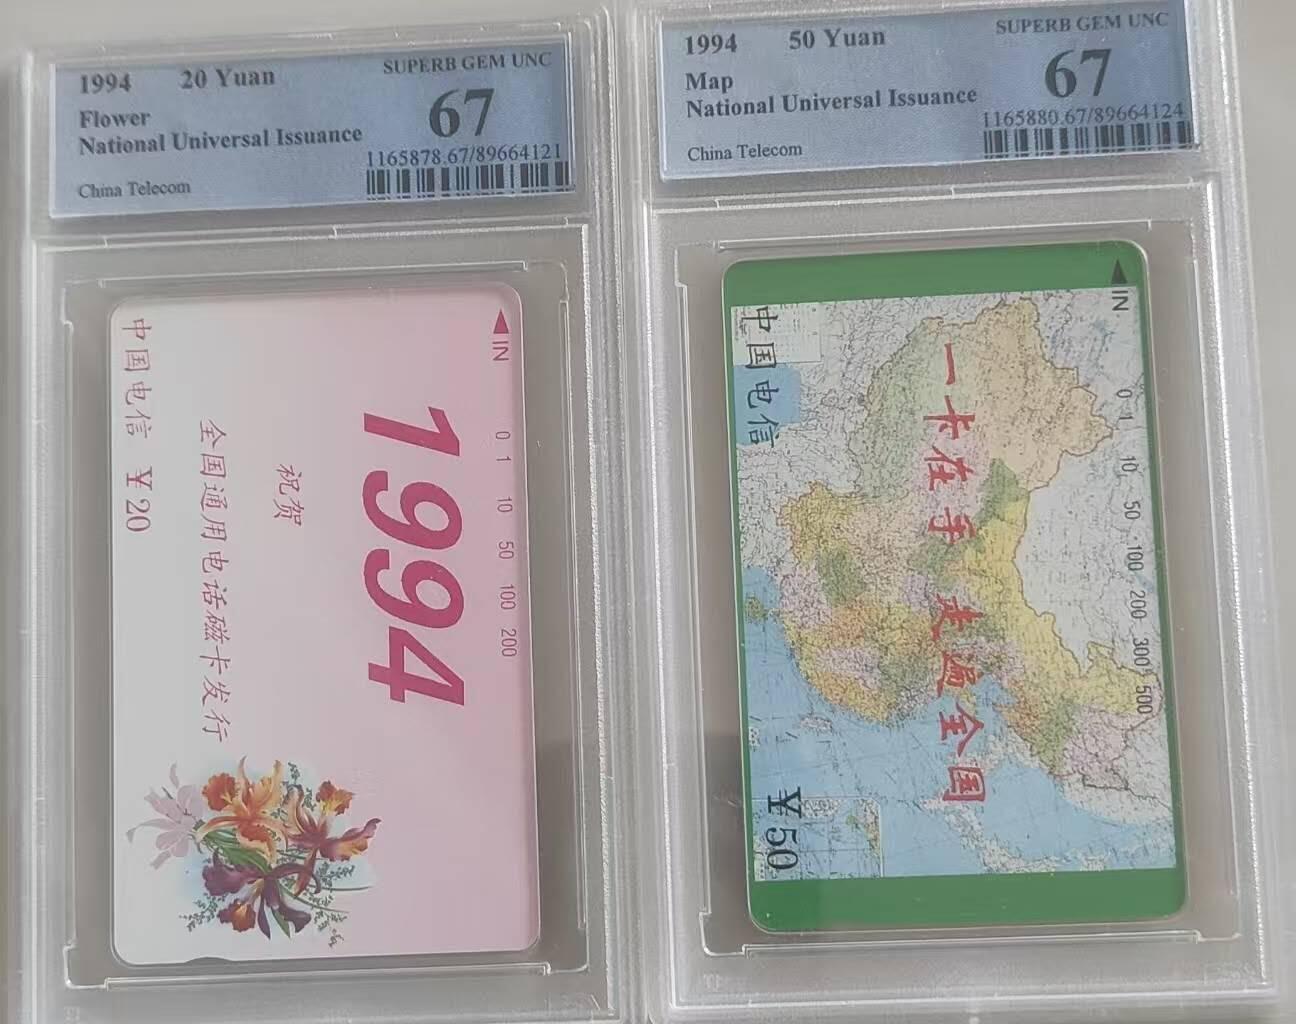 1994 20 Yuan
SUPERB GEM UNC
Flower
67
National Universal Issuance
1165878.67/89664121
China Telecom
中国电信 ￥20
全国通用电话磁卡发行
祝贺
1994
◀IN 0 1 10 50 100 200
1994 50 Yuan
SUPERB GEM UNC
Map
67
National Universal Issuance
1165880.67/89664124
China Telecom
◀IN 0 1 10 50 100 200 300 500
一卡在手 走遍全国
中国电信
￥50